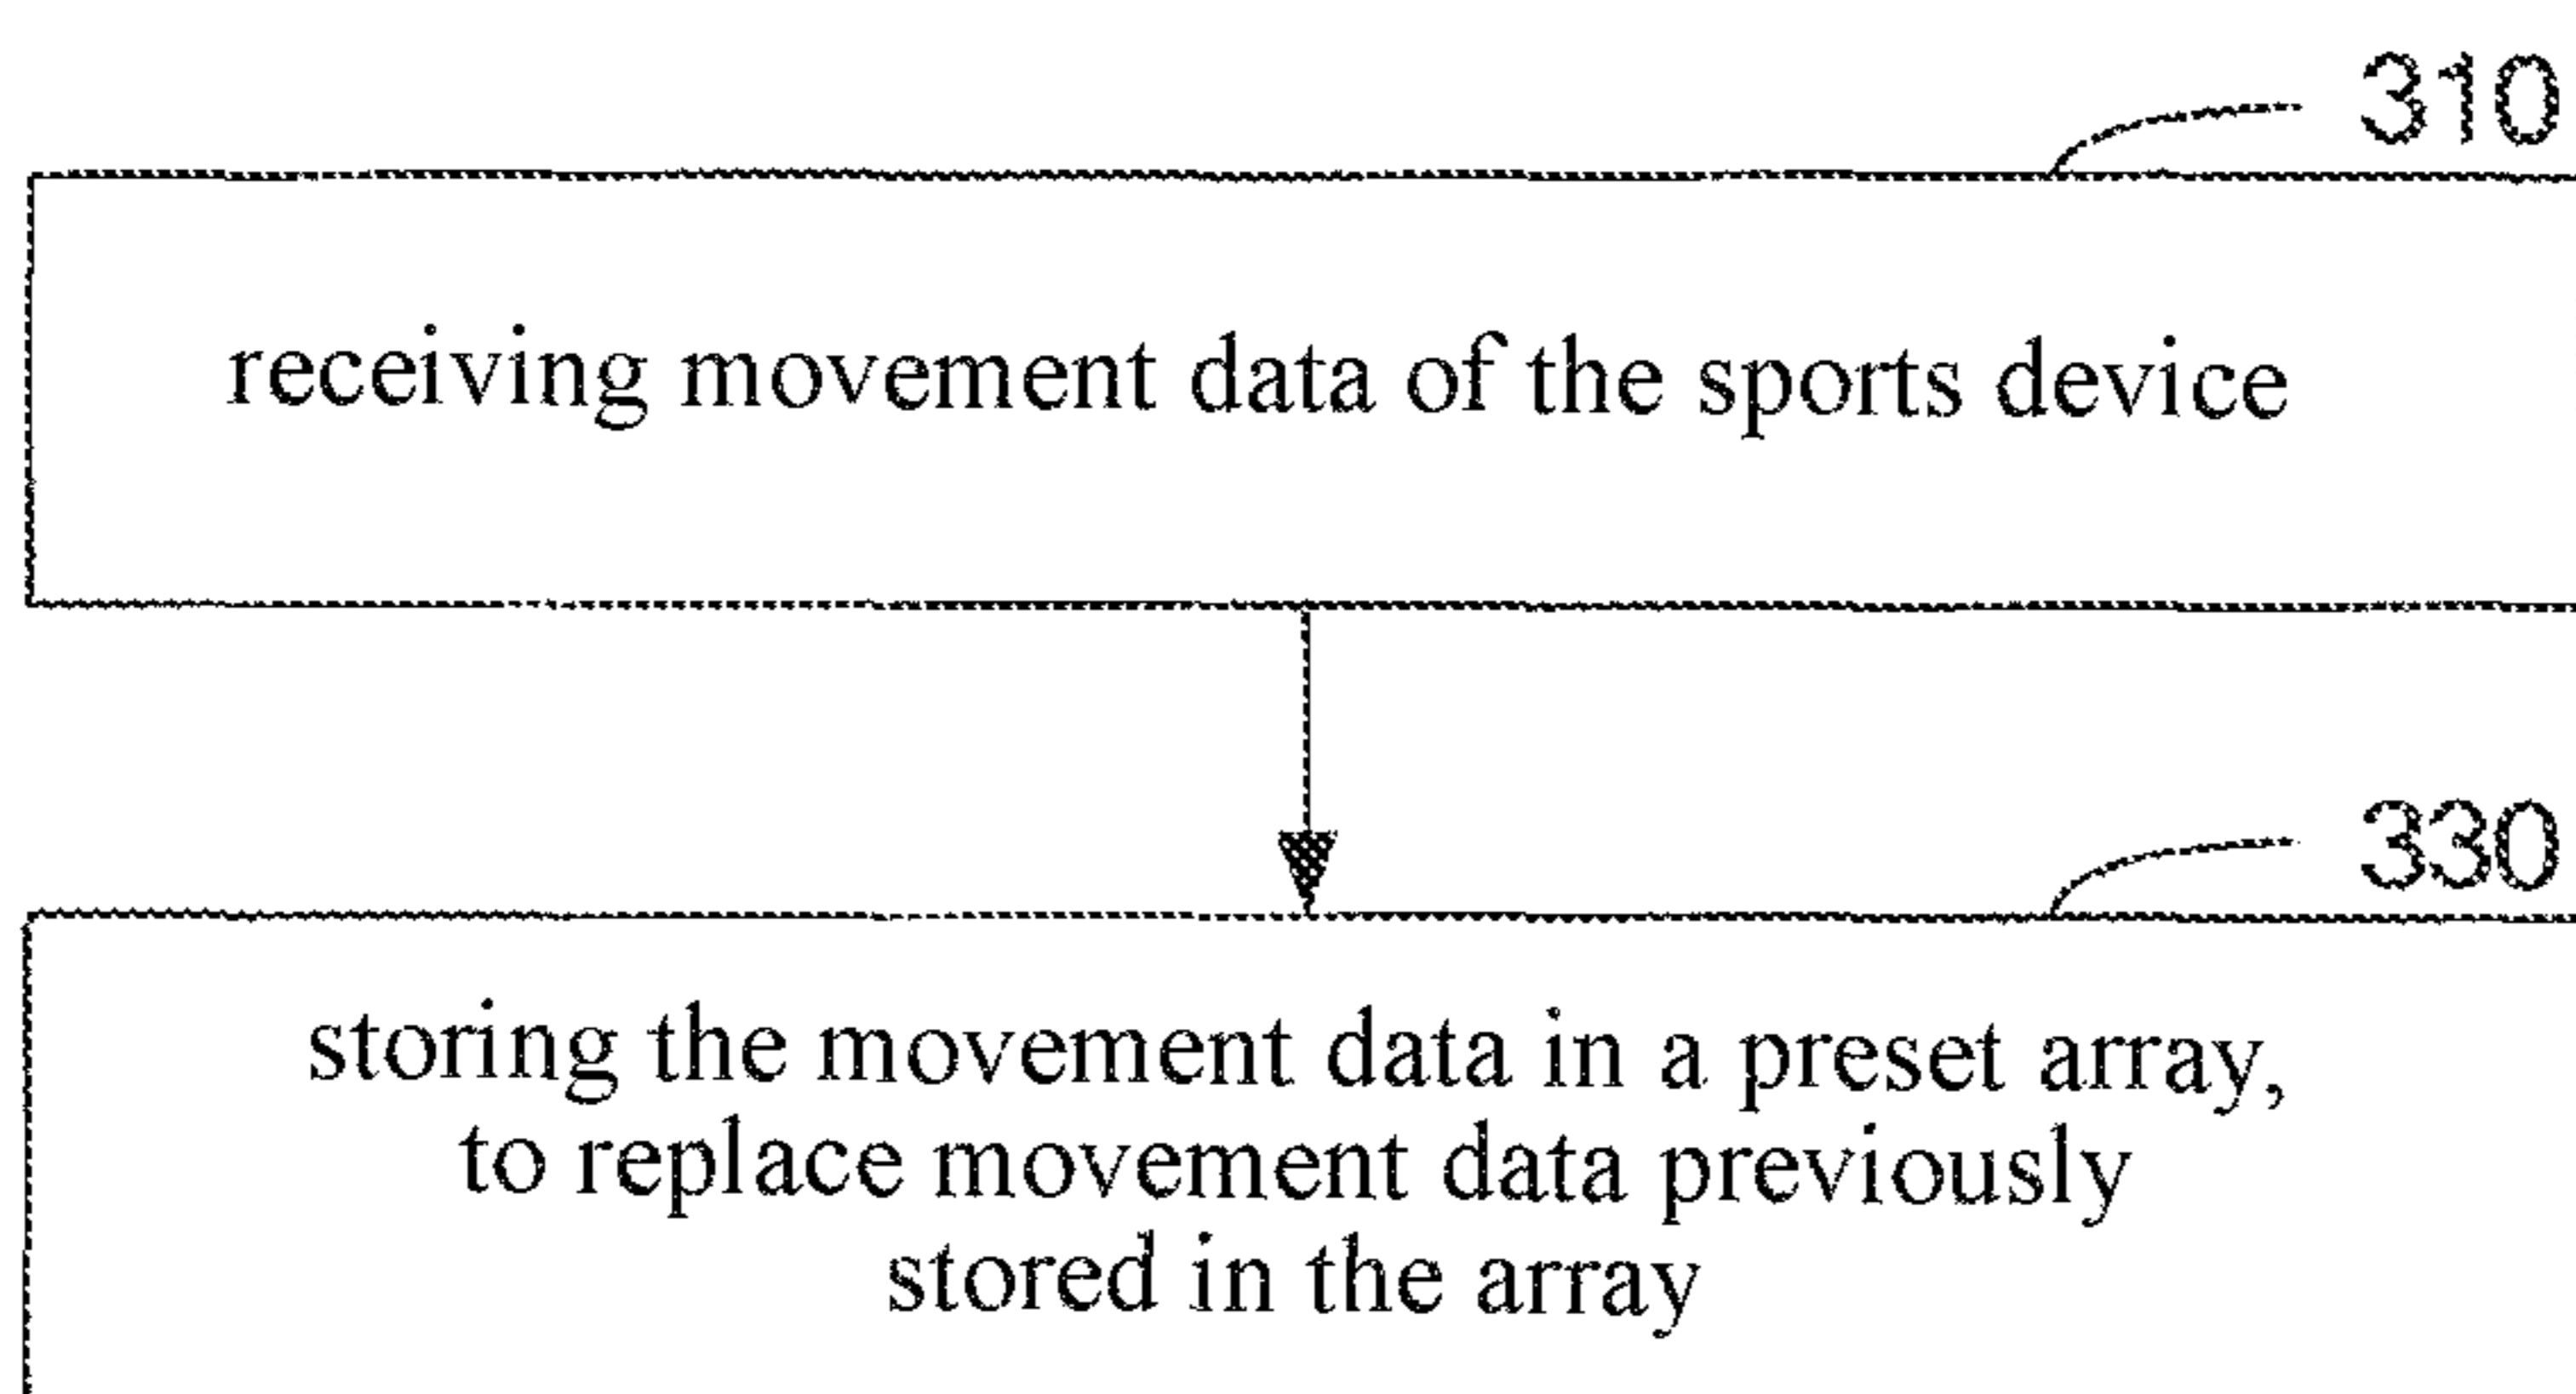 310
receiving movement data of the sports device
330
storing the movement data in a preset array,
to replace movement data previously
stored in the array